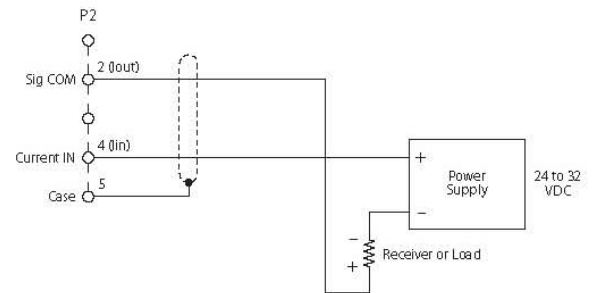 P2
2 (Iout)
Sig COM
4 (Iin)
Current IN
5
Case
+
Power
Supply
−
24 to 32
VDC
−
+
Receiver or Load